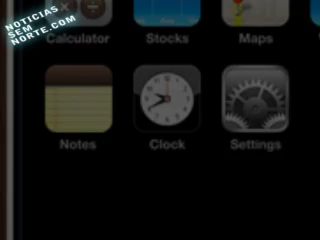 NOTICIAS
SEM
NORTE.COM
Calculator
Stocks
Maps
Notes
Clock
Settings